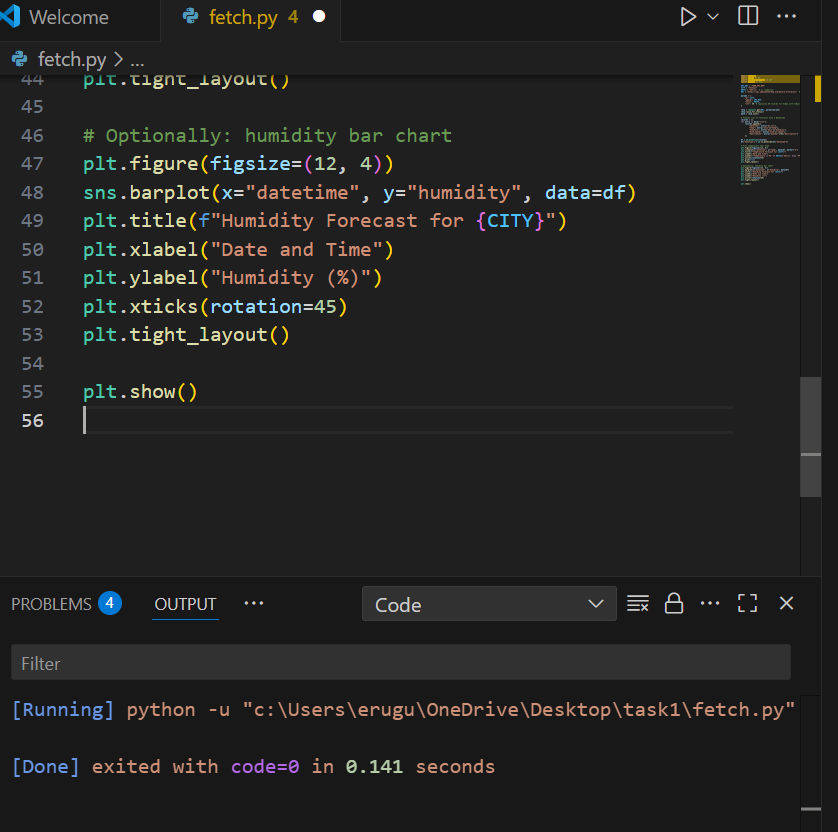 Welcome
fetch.py 4
fetch.py > ...
44 plt.tight_layout()
45
46 # Optionally: humidity bar chart
47 plt.figure(figsize=(12, 4))
48 sns.barplot(x="datetime", y="humidity", data=df)
49 plt.title(f"Humidity Forecast for {CITY}")
50 plt.xlabel("Date and Time")
51 plt.ylabel("Humidity (%)")
52 plt.xticks(rotation=45)
53 plt.tight_layout()
54
55 plt.show()
56
PROBLEMS 4 OUTPUT ... Code
Filter
[Running] python -u "c:\Users\erugu\OneDrive\Desktop\task1\fetch.py"
[Done] exited with code=0 in 0.141 seconds